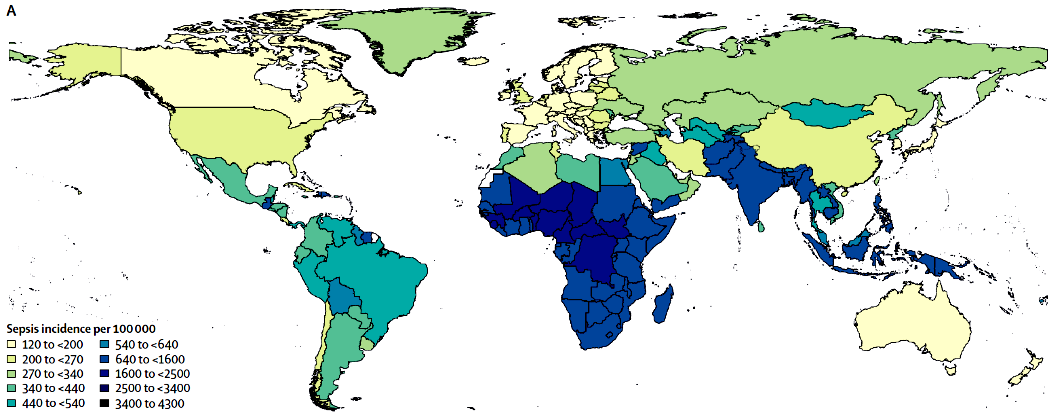 A
Sepsis incidence per 100 000
120 to <200
200 to <270
270 to <340
340 to <440
440 to <540
540 to <640
640 to <1600
1600 to <2500
2500 to <3400
3400 to 4300